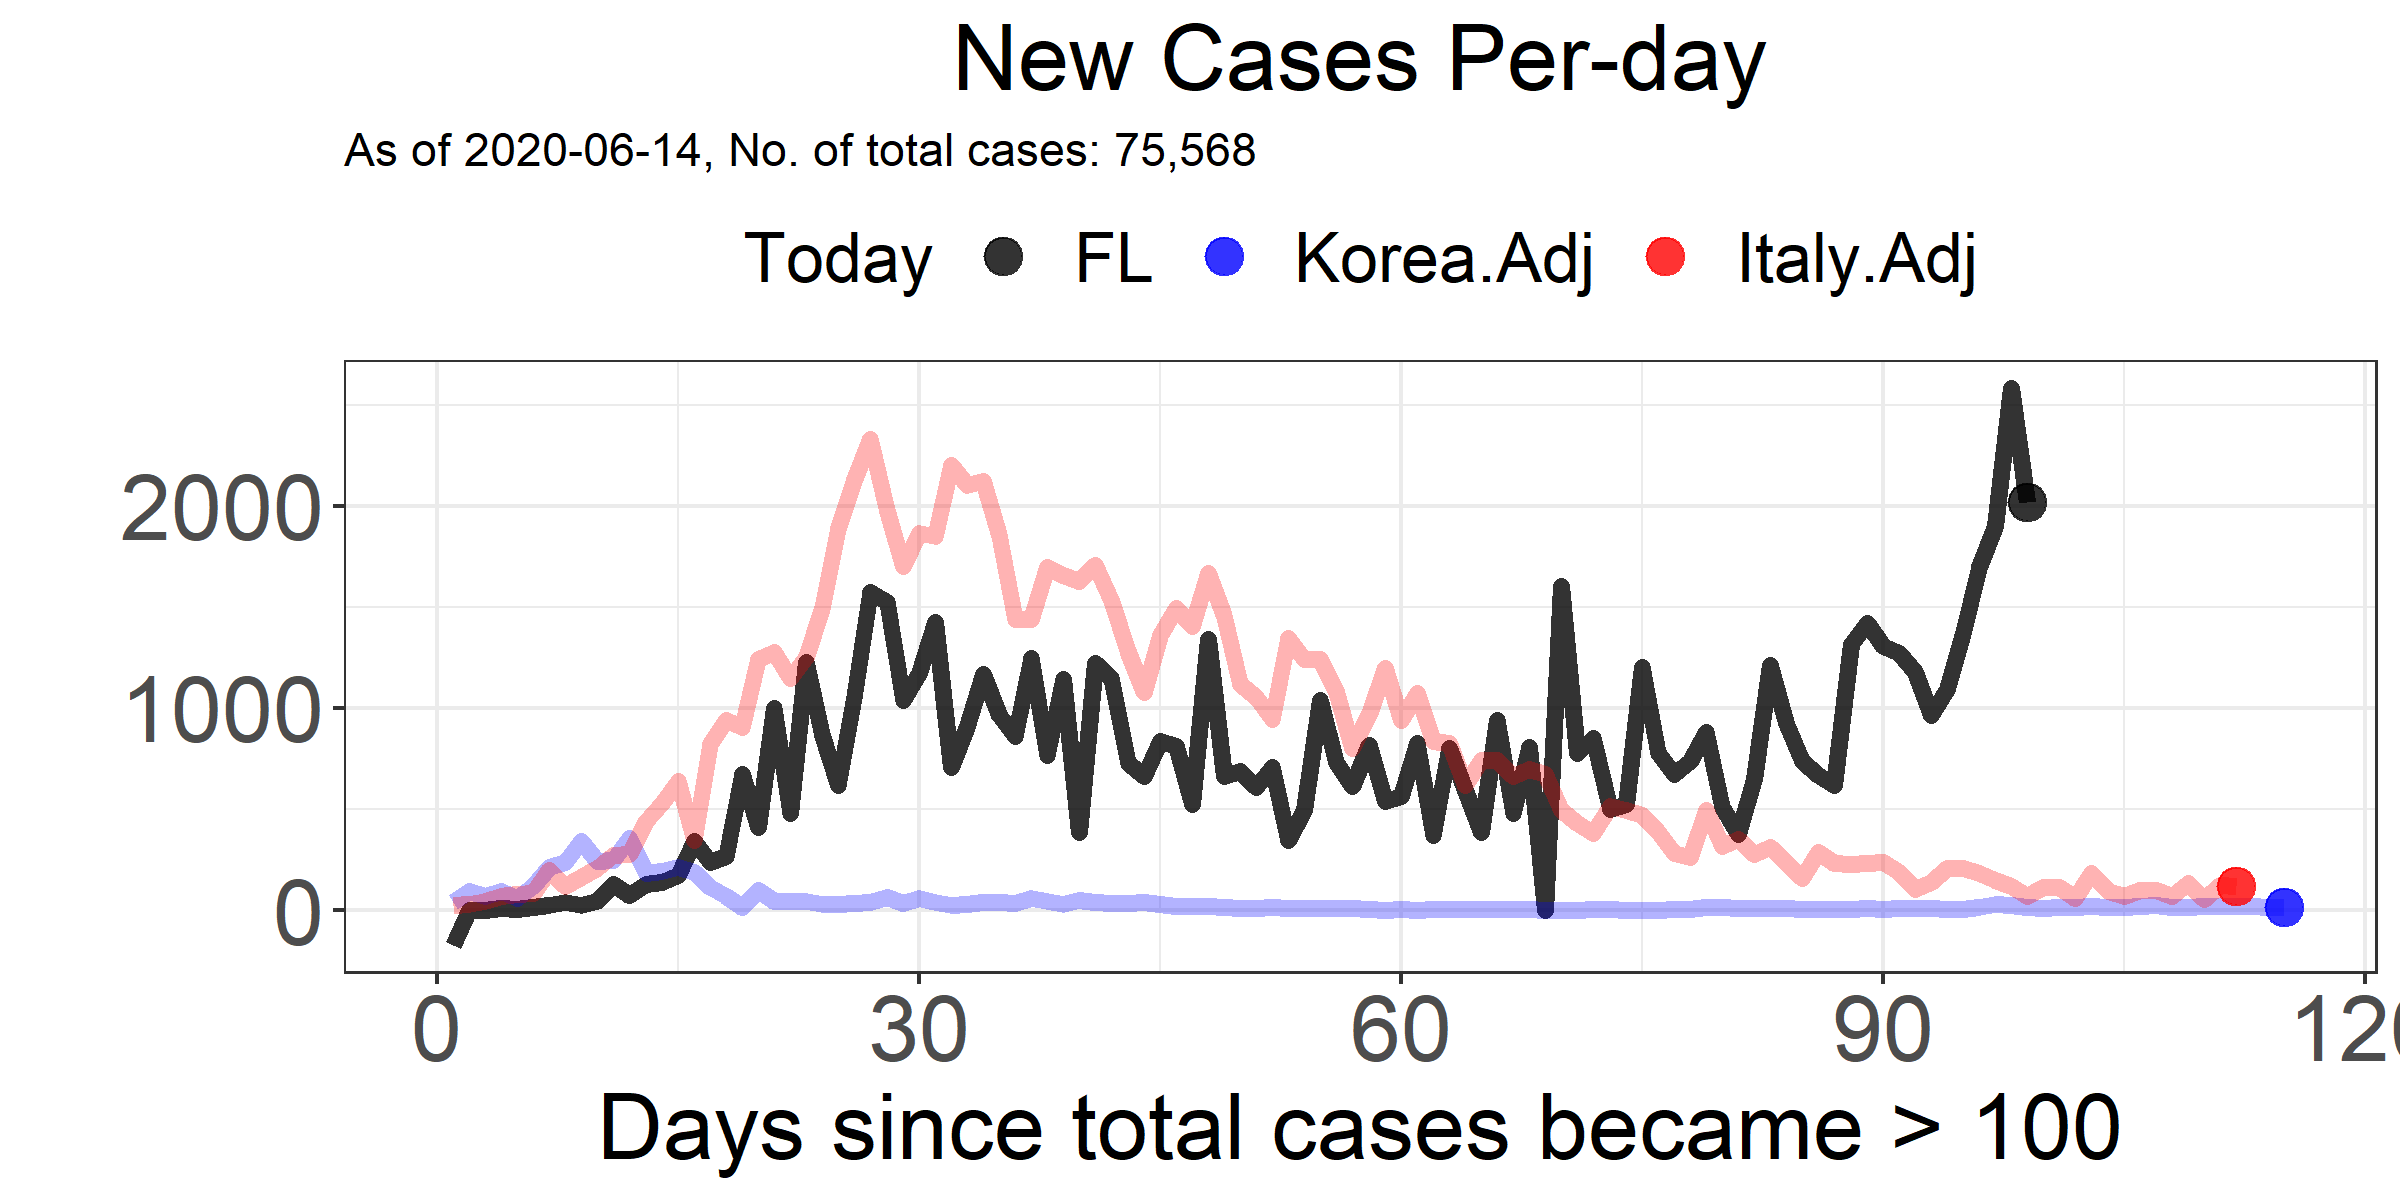 New Cases Per-day
As of 2020-06-14, No. of total cases: 75,568
Today FL Korea.Adj Italy.Adj
2000
1000
0
0 30 60 90 120
Days since total cases became > 100